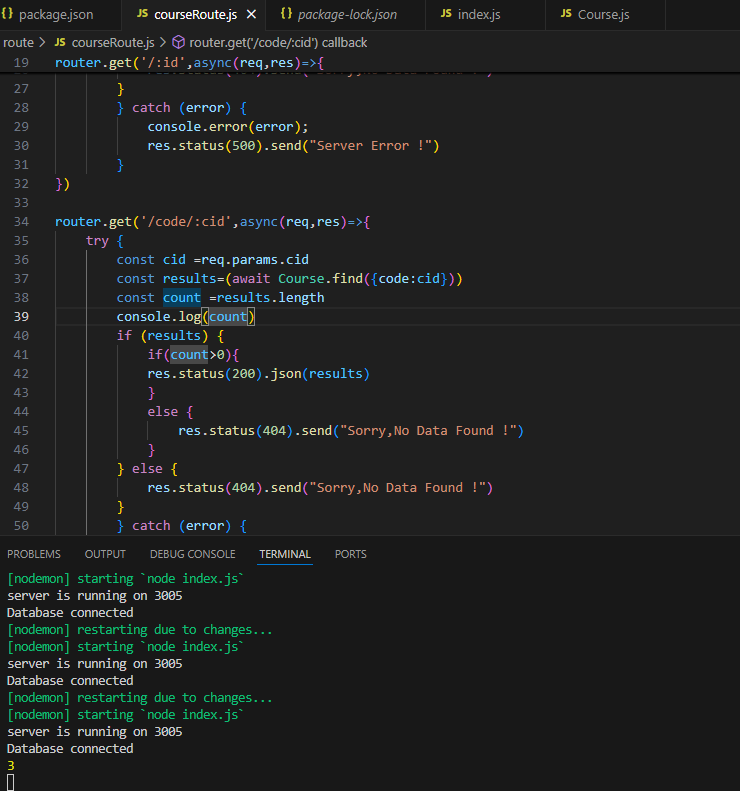 {} package.json
JS courseRoute.js ×
{} package-lock.json
JS index.js
JS Course.js
route > JS courseRoute.js > router.get('/code/:cid') callback
19 router.get('/:id',async(req,res)=>{
27 }
28 } catch (error) {
29 console.error(error);
30 res.status(500).send("Server Error !")
31 }
32 })
33
34 router.get('/code/:cid',async(req,res)=>{
35 try {
36 const cid =req.params.cid
37 const results=(await Course.find({code:cid}))
38 const count =results.length
39 console.log(count)
40 if (results) {
41 if(count>0){
42 res.status(200).json(results)
43 }
44 else {
45 res.status(404).send("Sorry,No Data Found !")
46 }
47 } else {
48 res.status(404).send("Sorry,No Data Found !")
49 }
50 } catch (error) {
PROBLEMS OUTPUT DEBUG CONSOLE TERMINAL PORTS
[nodemon] starting `node index.js`
server is running on 3005
Database connected
[nodemon] restarting due to changes...
[nodemon] starting `node index.js`
server is running on 3005
Database connected
[nodemon] restarting due to changes...
[nodemon] starting `node index.js`
server is running on 3005
Database connected
3